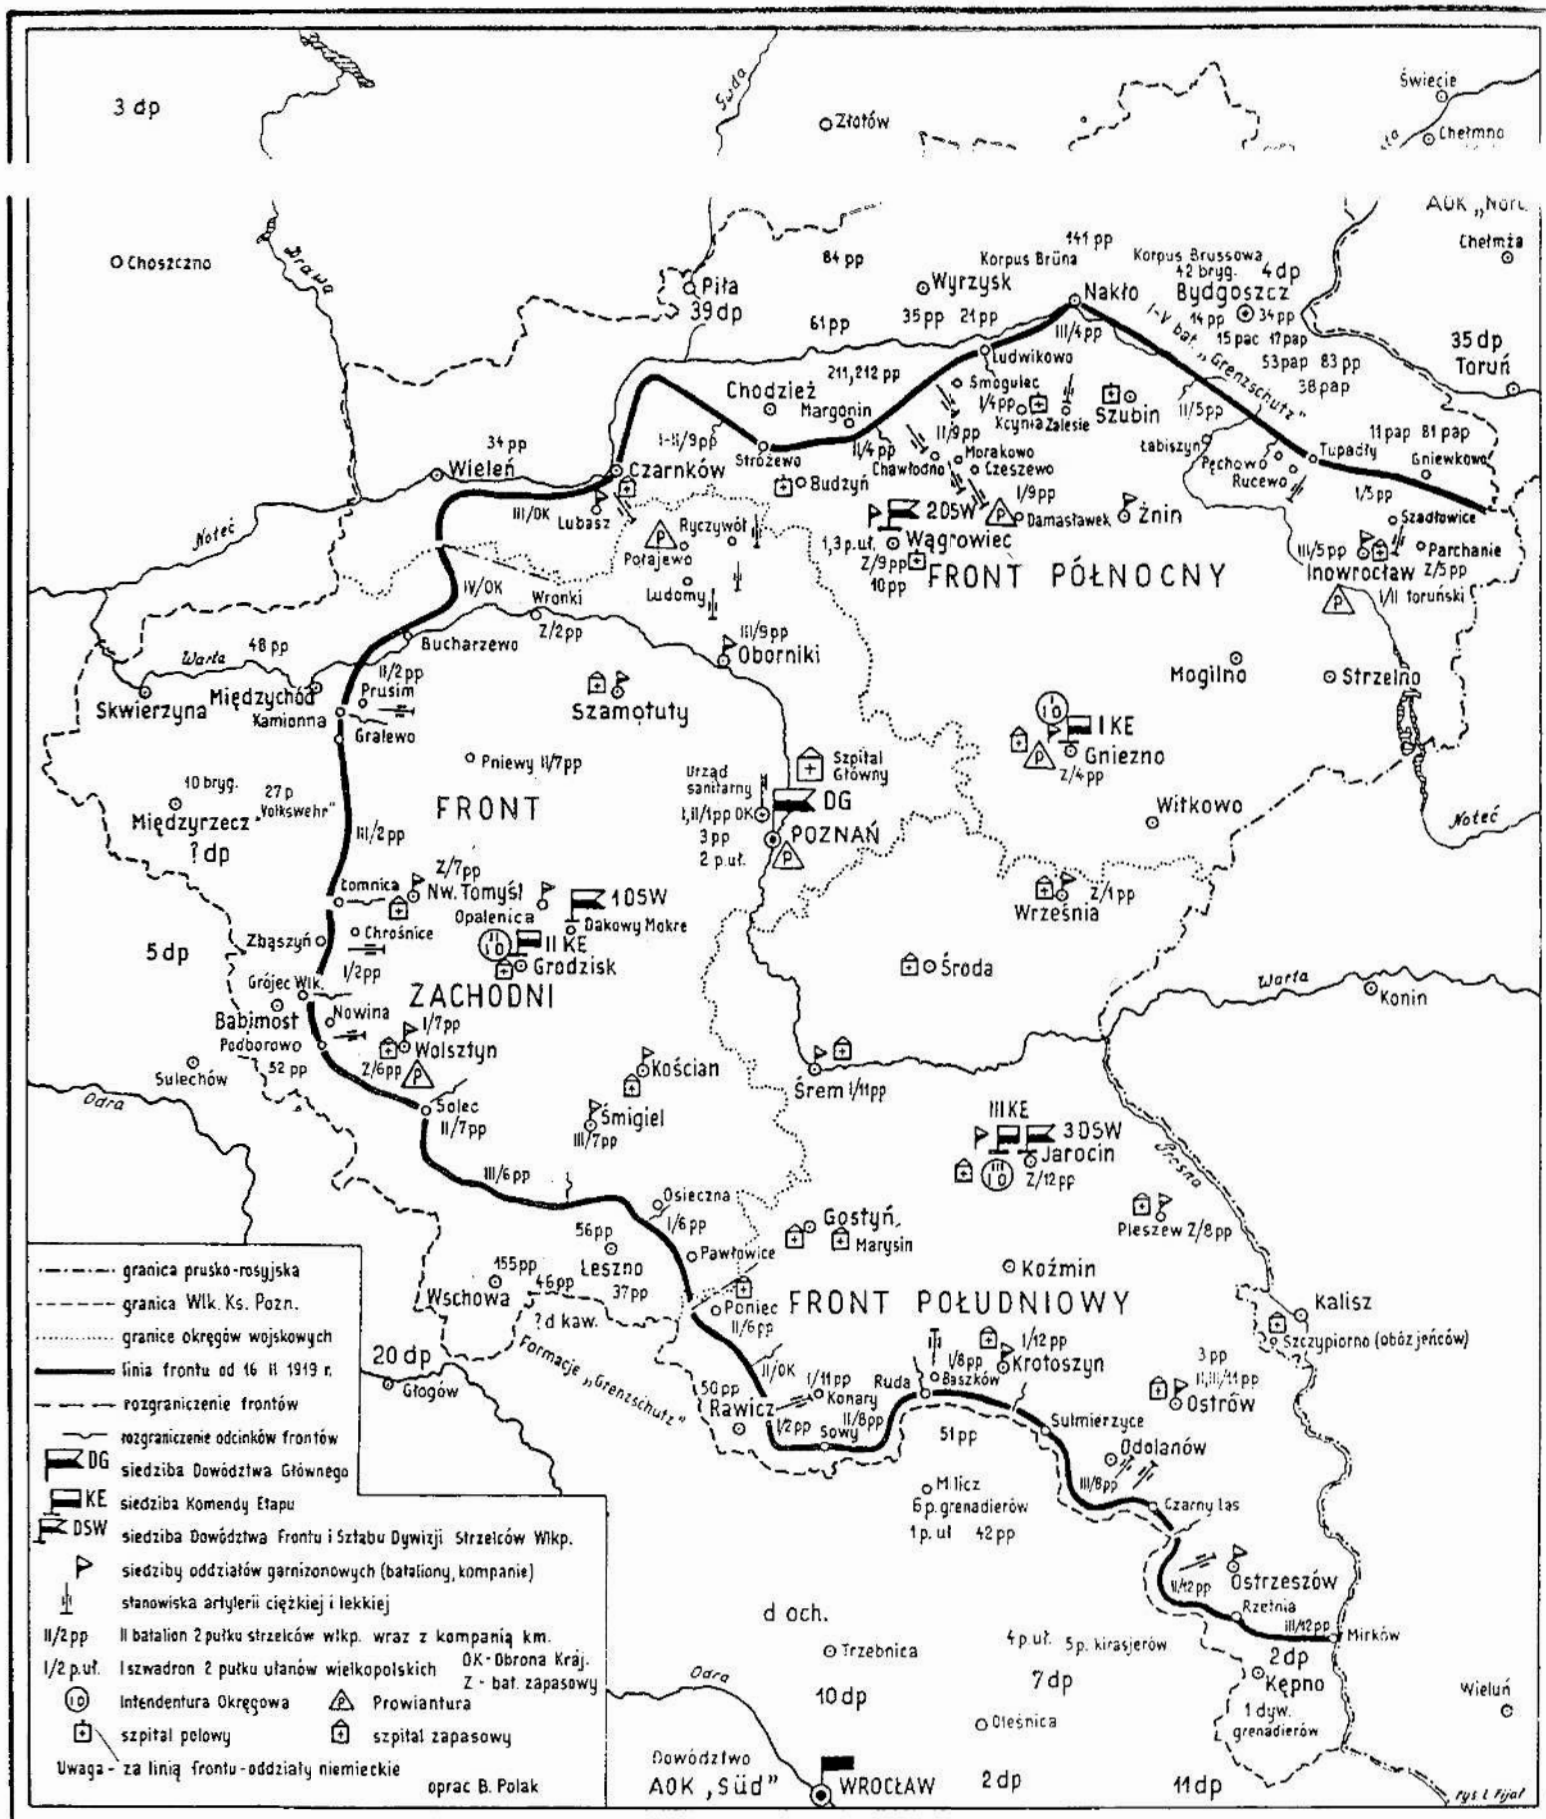 3 dp
Gwda
Złotów
Świecie
Chełmno
AOK „Nord
Chełmża
Choszczno
Drawa
Piła
39 dp
84 pp
Korpus Brüna
141 pp
Korpus Brussowa
42 bryg.
4 dp
Wyrzysk
Nakło
Bydgoszcz
35 pp
21 pp
III/4 pp
14 pp
34 pp
61 pp
15 pac
17 pap
I-V bat. „Grenzschutz"
53 pap
83 pp
38 pap
35 dp
Toruń
Ludwikowo
211, 212 pp
Smogulec
Chodzież
Margonin
I/4 pp
Kcynia
Zalesie
Szubin
II/5 pp
34 pp
I-II/9 pp
II/9 pp
Łabiszyn
11 pap
81 pap
Wieleń
Czarnków
Stróżewo
II/4 pp
Chawłodno
Morakowo
Czeszewo
Pęchowo
Rucewo
Tupadły
Gniewkowo
Budzyń
III/OK
Lubasz
I/9 pp
I/5 pp
Noteć
Ryczywół
Połajewo
2 DSW
P
Damasławek
Żnin
Szadłowice
1,3 p.uł.
Wągrowiec
III/5 pp
Parchanie
Z/9 pp
10 pp
FRONT PÓŁNOCNY
Inowrocław
Z/5 pp
I/II toruński
IV/OK
Wronki
Ludomy
Z/2 pp
Bucharzewo
III/9 pp
Oborniki
48 pp
Warta
II/2 pp
Mogilno
Strzelno
Skwierzyna
Międzychód
Prusim
Kamionna
Szamotuły
Gralewo
I KE
Gniezno
Z/4 pp
Pniewy II/7 pp
Urząd
sanitarny
Szpital
Główny
10 bryg.
27 p
„Volkswehr"
FRONT
DG
I, II/1 pp OK
3 pp
2 p.uł.
POZNAŃ
Witkowo
Noteć
Międzyrzecz
? dp
III/2 pp
Z/7 pp
Łomnica
Nw. Tomyśl
Opalenica
1 DSW
Dakowy Mokre
Września
Z/1 pp
5 dp
Zbąszyń
Chrośnice
II KE
Grodzisk
Środa
I/2 pp
Grójec Wlk.
ZACHODNI
Warta
Konin
Babimost
Nowina
I/7 pp
Podborowo
Wolsztyn
Sulechów
52 pp
Z/6 pp
Kościan
Śrem I/11 pp
Odra
Solec
II/7 pp
Śmigiel
III/7 pp
III KE
3 DSW
Jarocin
Z/12 pp
Prosna
III/6 pp
Osieczna
I/6 pp
Pleszew Z/8 pp
56 pp
Gostyń
Marysin
Leszno
Pawłowice
155 pp
46 pp
37 pp
Koźmin
Wschowa
Poniec
II/6 pp
FRONT POŁUDNIOWY
Kalisz
? d kaw.
Szczypiorno (obóz jeńców)
20 dp
Głogów
Formacje „Grenzschutz"
II/OK
50 pp
I/11 pp
Konary
Ruda
I/8 pp
Baszków
I/12 pp
Krotoszyn
3 pp
II, III/11 pp
Ostrów
Rawicz
I/2 pp
Sowy
II/8 pp
51 pp
Sulmierzyce
Odolanów
III/8 pp
Czarny Las
Milicz
6 p. grenadierów
1 p. uł
42 pp
II/12 pp
Ostrzeszów
Rzetnia
III/12 pp
Mirków
d och.
Trzebnica
4 p. uł.
5 p. kirasjerów
2 dp
Kępno
7 dp
Odra
10 dp
1 dyw.
grenadierów
Wieluń
Oleśnica
Dowództwo
AOK „Süd"
WROCŁAW
2 dp
11 dp
rys. Ł Fijał
granica prusko-rosyjska
granica Wlk. Ks. Pozn.
granice okręgów wojskowych
linia frontu od 16 II 1919 r.
rozgraniczenie frontów
rozgraniczenie odcinków frontów
DG siedziba Dowództwa Głównego
KE siedziba Komendy Etapu
DSW siedziba Dowództwa Frontu i Sztabu Dywizji Strzelców Wlkp.
siedziby oddziałów garnizonowych (bataliony, kompanie)
stanowiska artylerii ciężkiej i lekkiej
II/2 pp II batalion 2 pułku strzelców wlkp. wraz z kompanią km.
I/2 p.uł. I szwadron 2 pułku ułanów wielkopolskich
OK - Obrona Kraj.
Z - bat. zapasowy
IO Intendentura Okręgowa
P Prowiantura
szpital polowy
szpital zapasowy
Uwaga - za linią frontu - oddziały niemieckie
oprac B. Polak